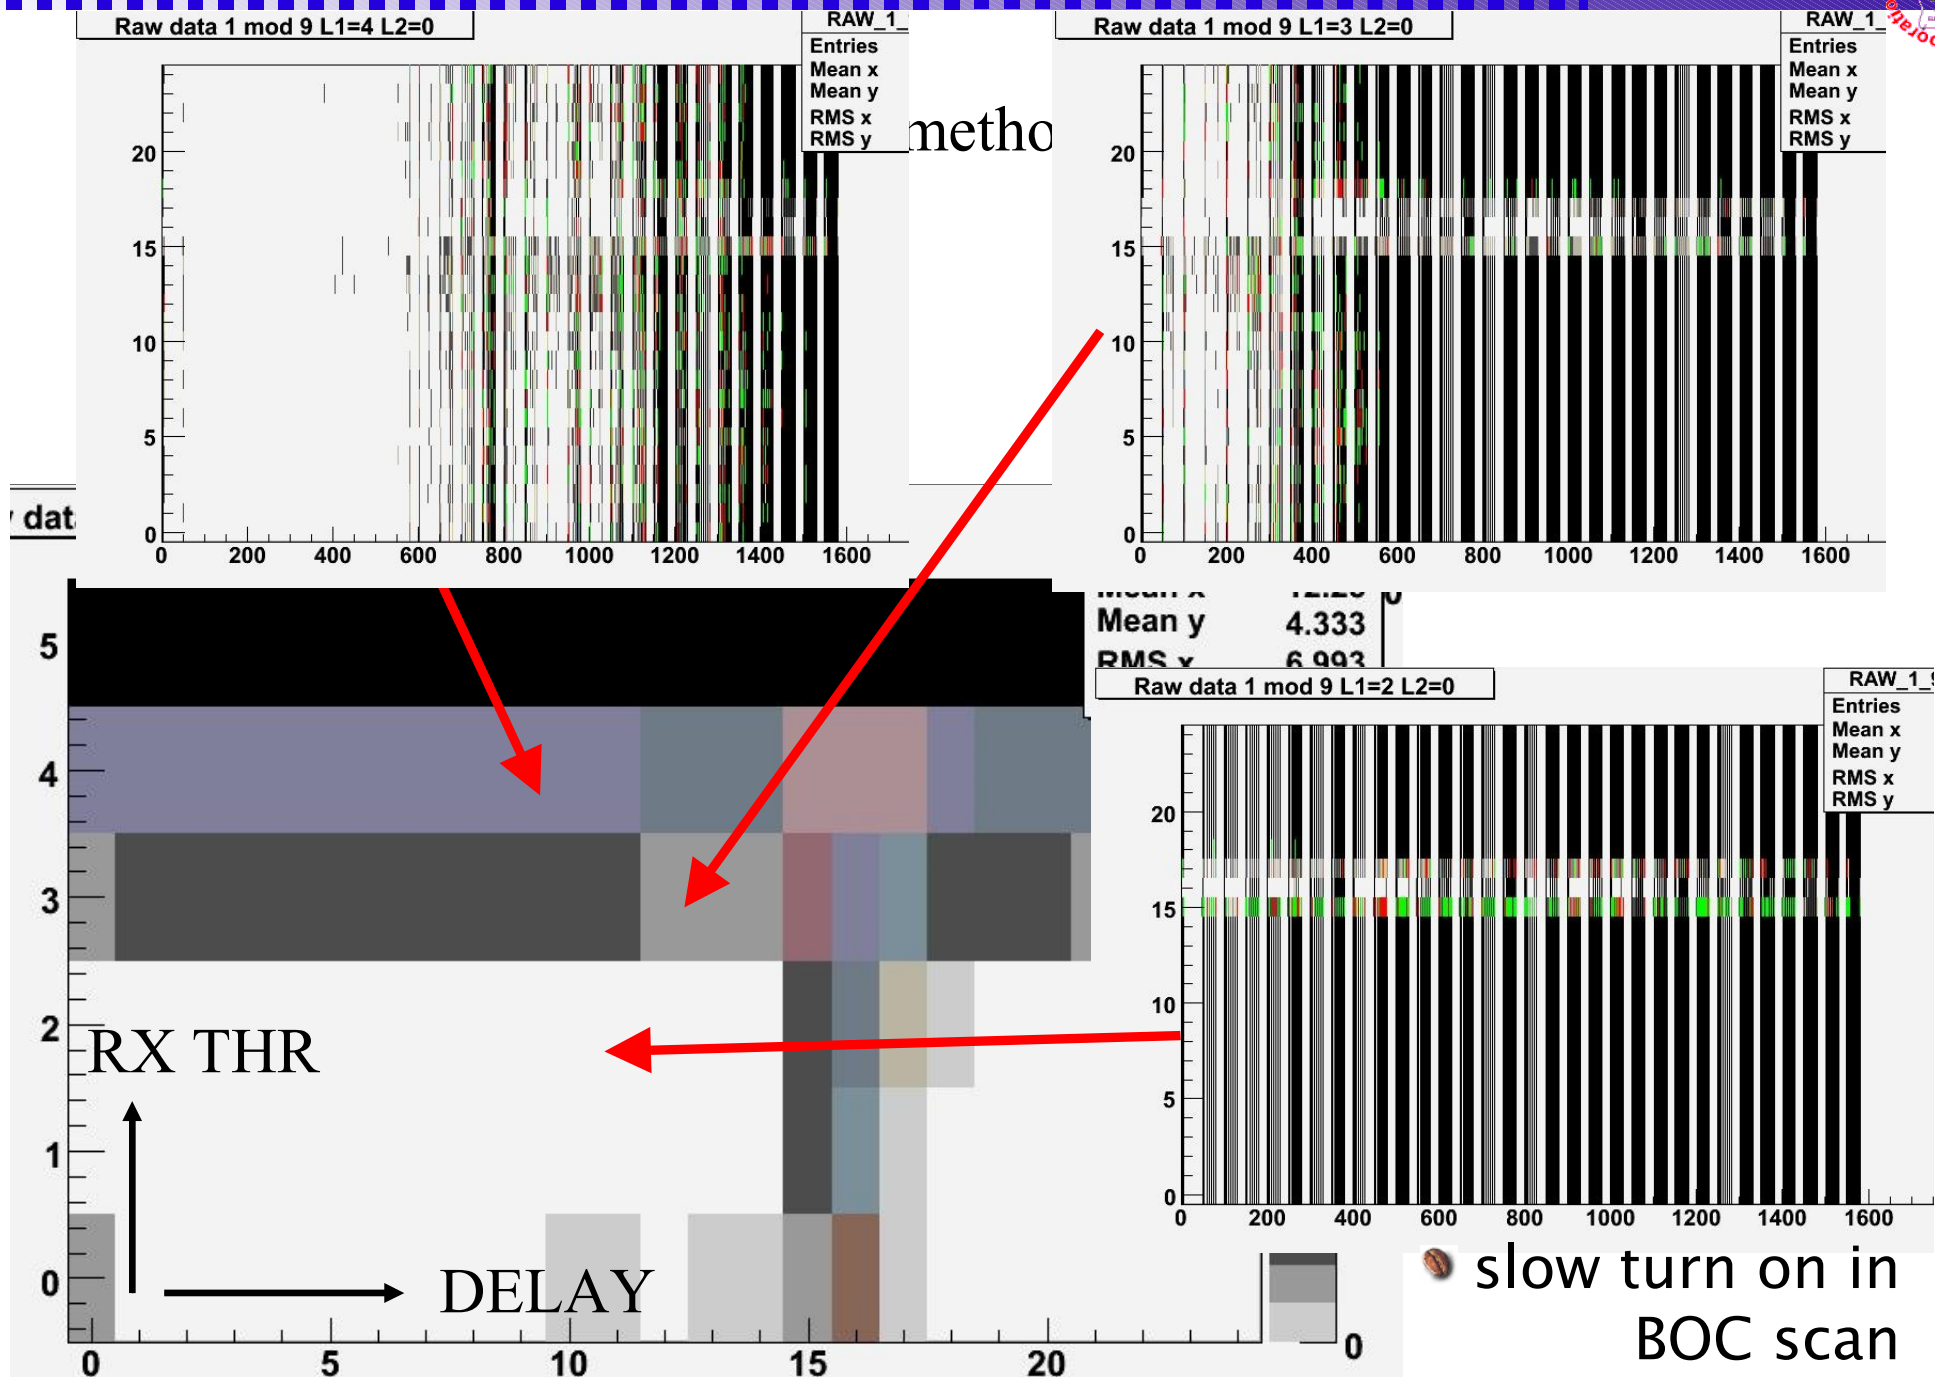 Raw data 1 mod 9 L1=4 L2=0
RAW_1_
Entries
Mean x
Mean y
RMS x
RMS y
20
15
10
5
0
0 200 400 600 800 1000 1200 1400 1600
Raw data 1 mod 9 L1=3 L2=0
RAW_1_
Entries
Mean x
Mean y
RMS x
RMS y
20
15
10
5
0
0 200 400 600 800 1000 1200 1400 1600
Mean y 4.333
RMS x 6.993
Raw data 1 mod 9 L1=2 L2=0
RAW_1_9
Entries
Mean x
Mean y
RMS x
RMS y
20
15
10
5
0
0 200 400 600 800 1000 1200 1400 1600
5
4
3
2
1
0
RX THR
DELAY
0 5 10 15 20
0
slow turn on in
BOC scan